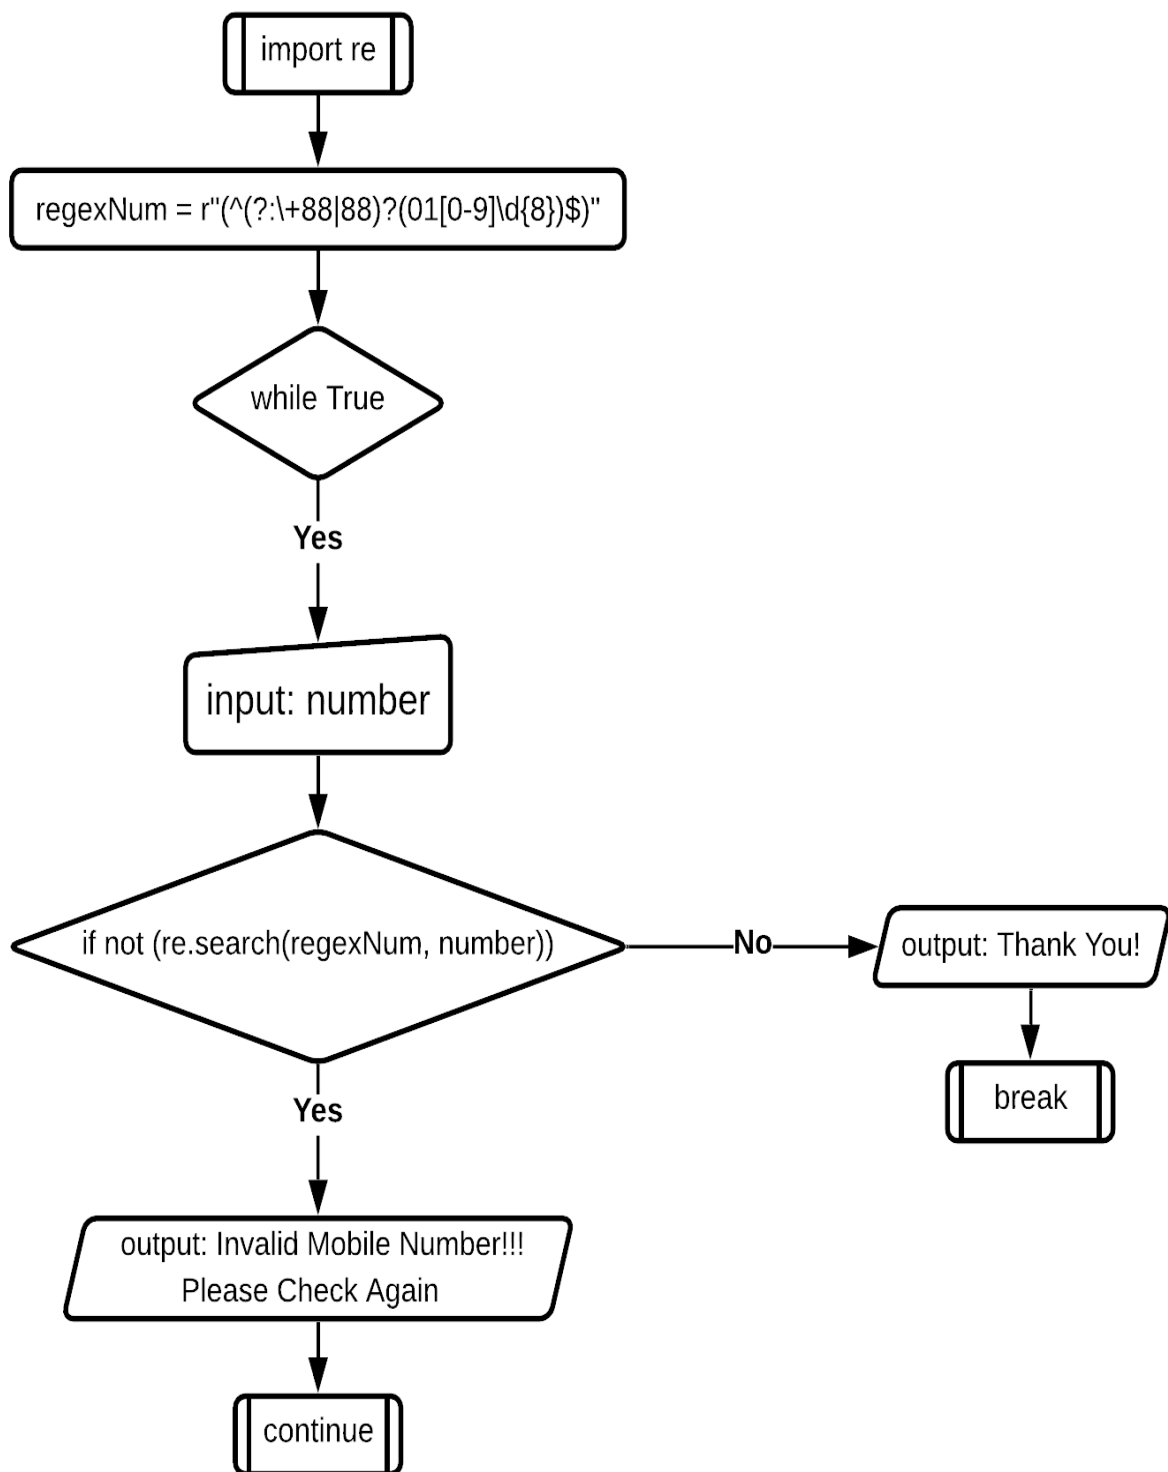 import re
regexNum = r"(^(?:\+88|88)?(01[0-9]\d{8})$)"
while True
Yes
input: number
if not (re.search(regexNum, number))
No
output: Thank You!
break
Yes
output: Invalid Mobile Number!!!
Please Check Again
continue